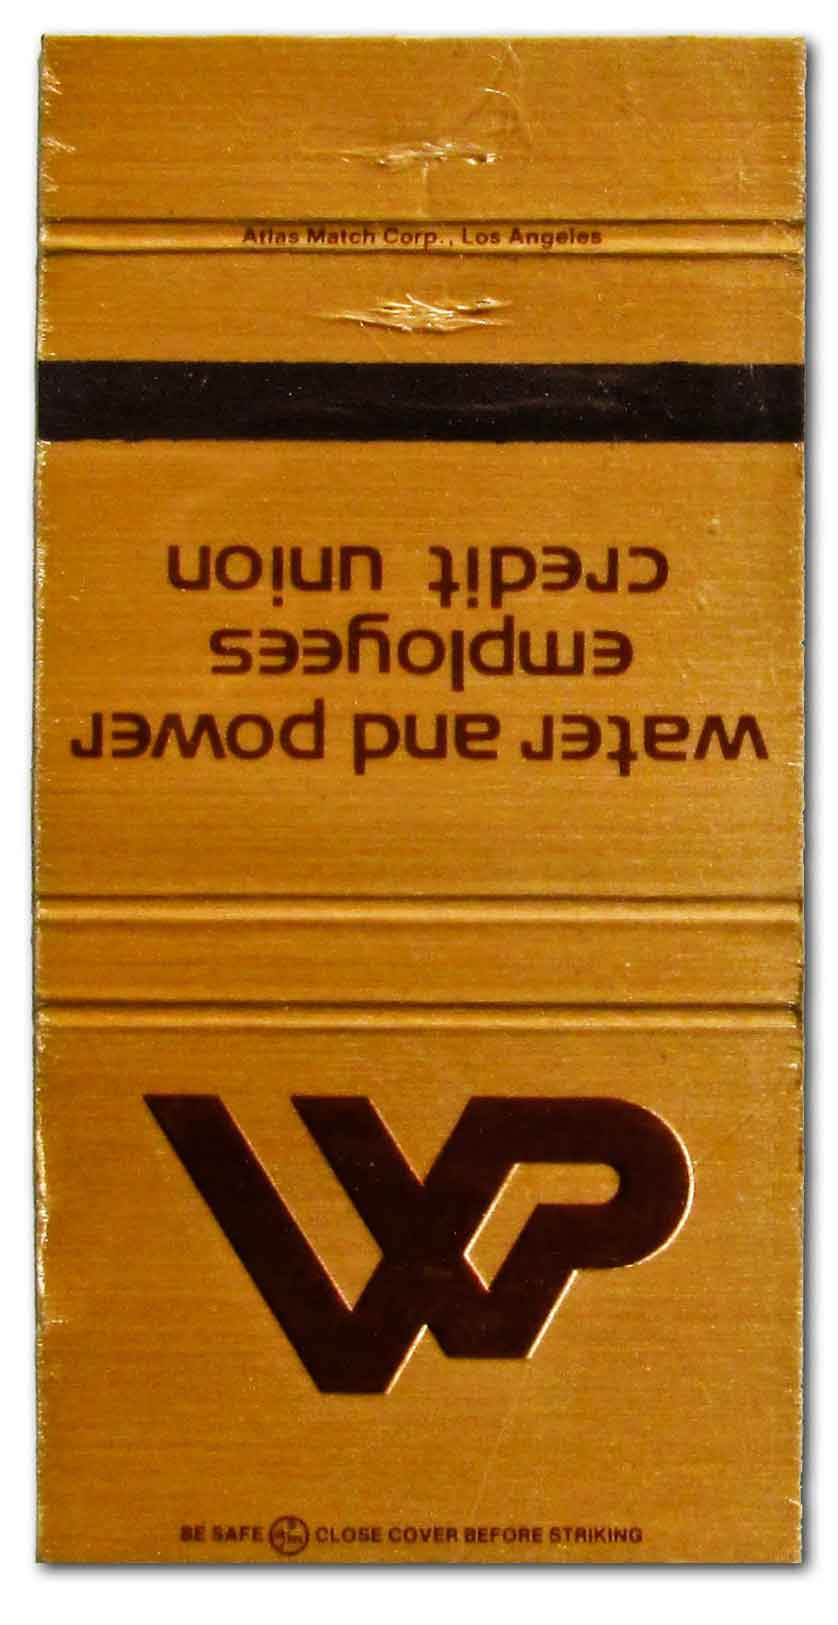 Atlas Match Corp., Los Angeles
water and power
employees
credit union
WP
BE SAFE CLOSE COVER BEFORE STRIKING